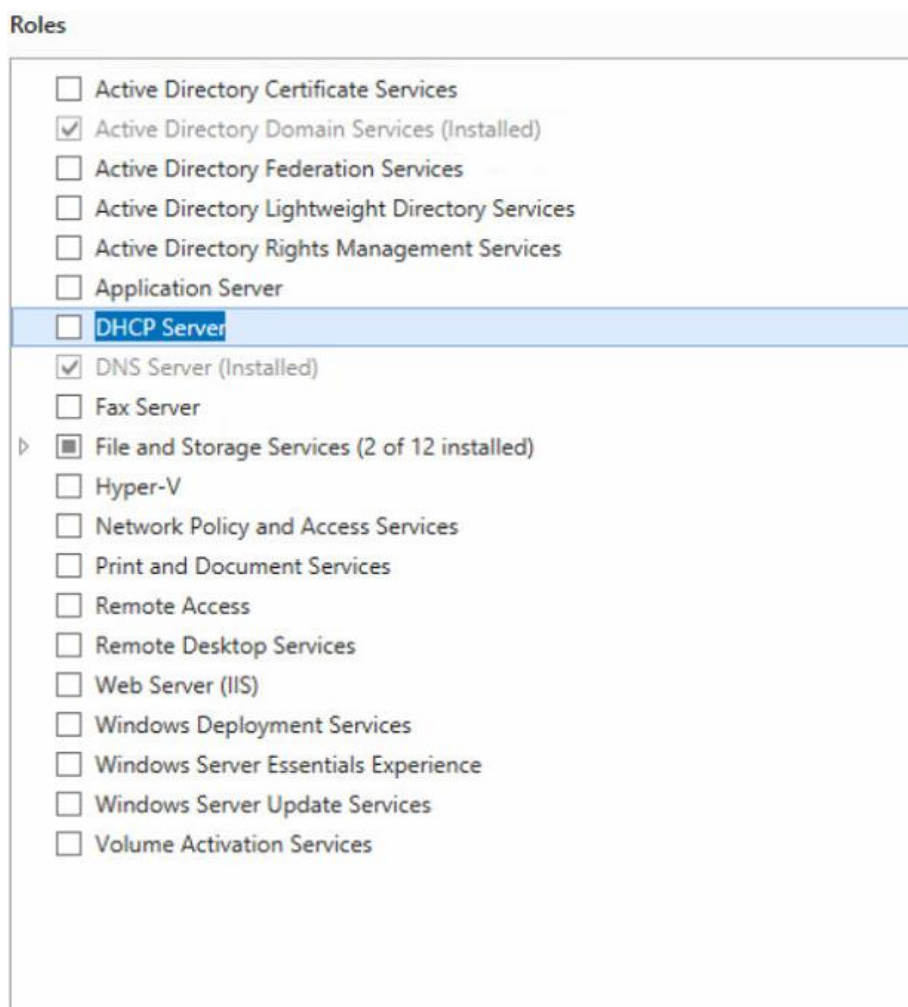 Roles
Active Directory Certificate Services
Active Directory Domain Services (Installed)
Active Directory Federation Services
Active Directory Lightweight Directory Services
Active Directory Rights Management Services
Application Server
DHCP Server
DNS Server (Installed)
Fax Server
File and Storage Services (2 of 12 installed)
Hyper-V
Network Policy and Access Services
Print and Document Services
Remote Access
Remote Desktop Services
Web Server (IIS)
Windows Deployment Services
Windows Server Essentials Experience
Windows Server Update Services
Volume Activation Services